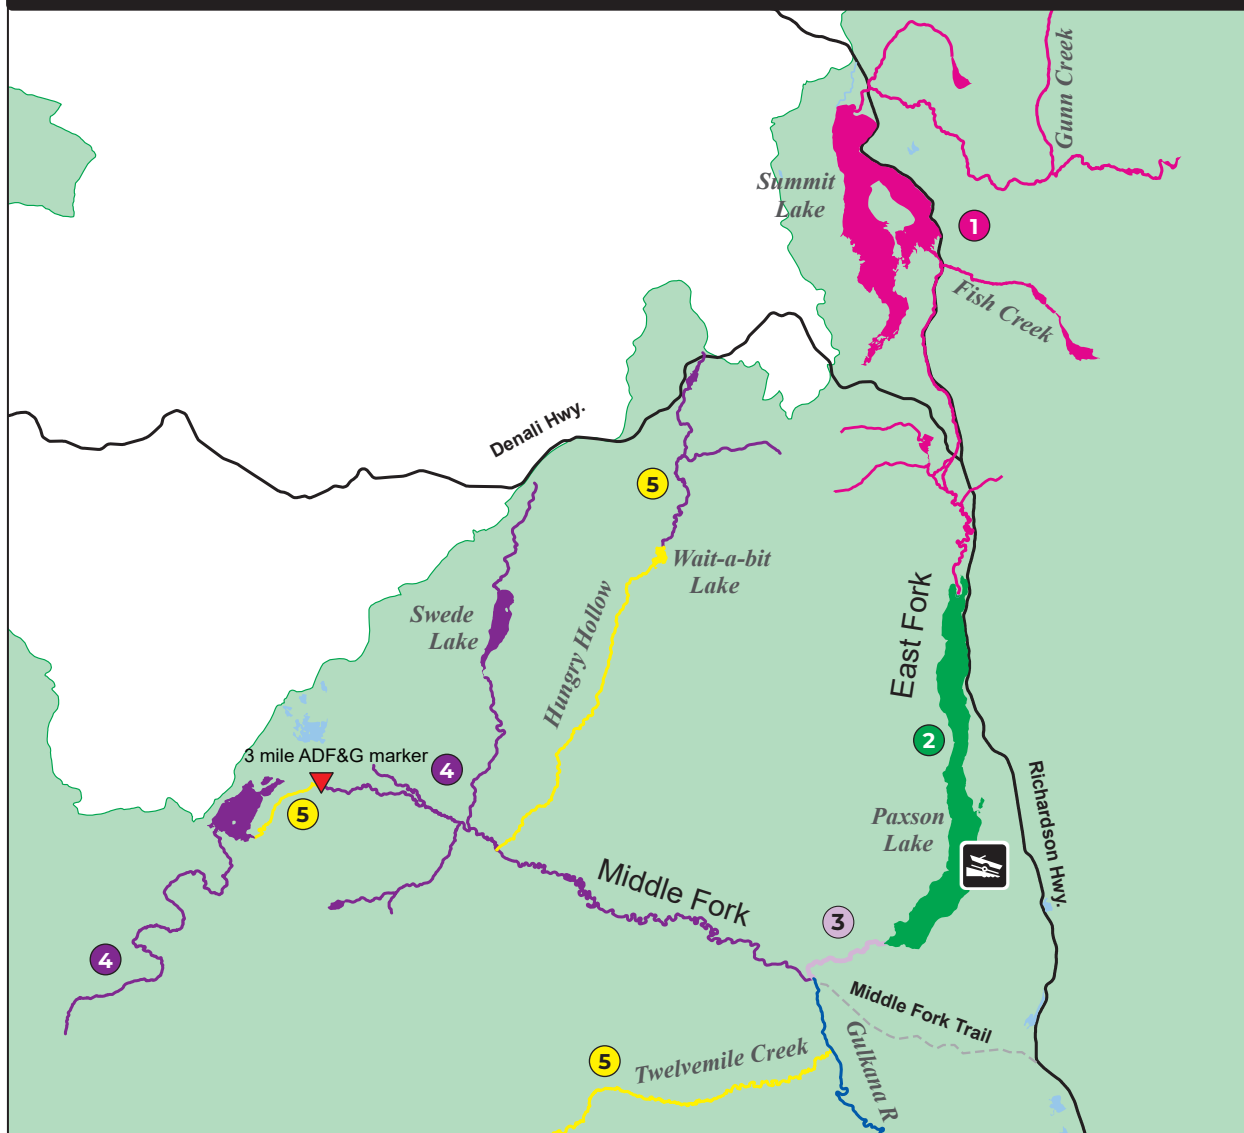 Gunn Creek
Summit
Lake
1
Fish Creek
Denali Hwy.
5
Wait-a-bit
Lake
Swede
Lake
Hungry Hollow
East Fork
2
3 mile ADF&G marker
4
5
Richardson Hwy.
Paxson
Lake
Middle Fork
3
4
Middle Fork Trail
Gulkana R
5
Twelvemile Creek